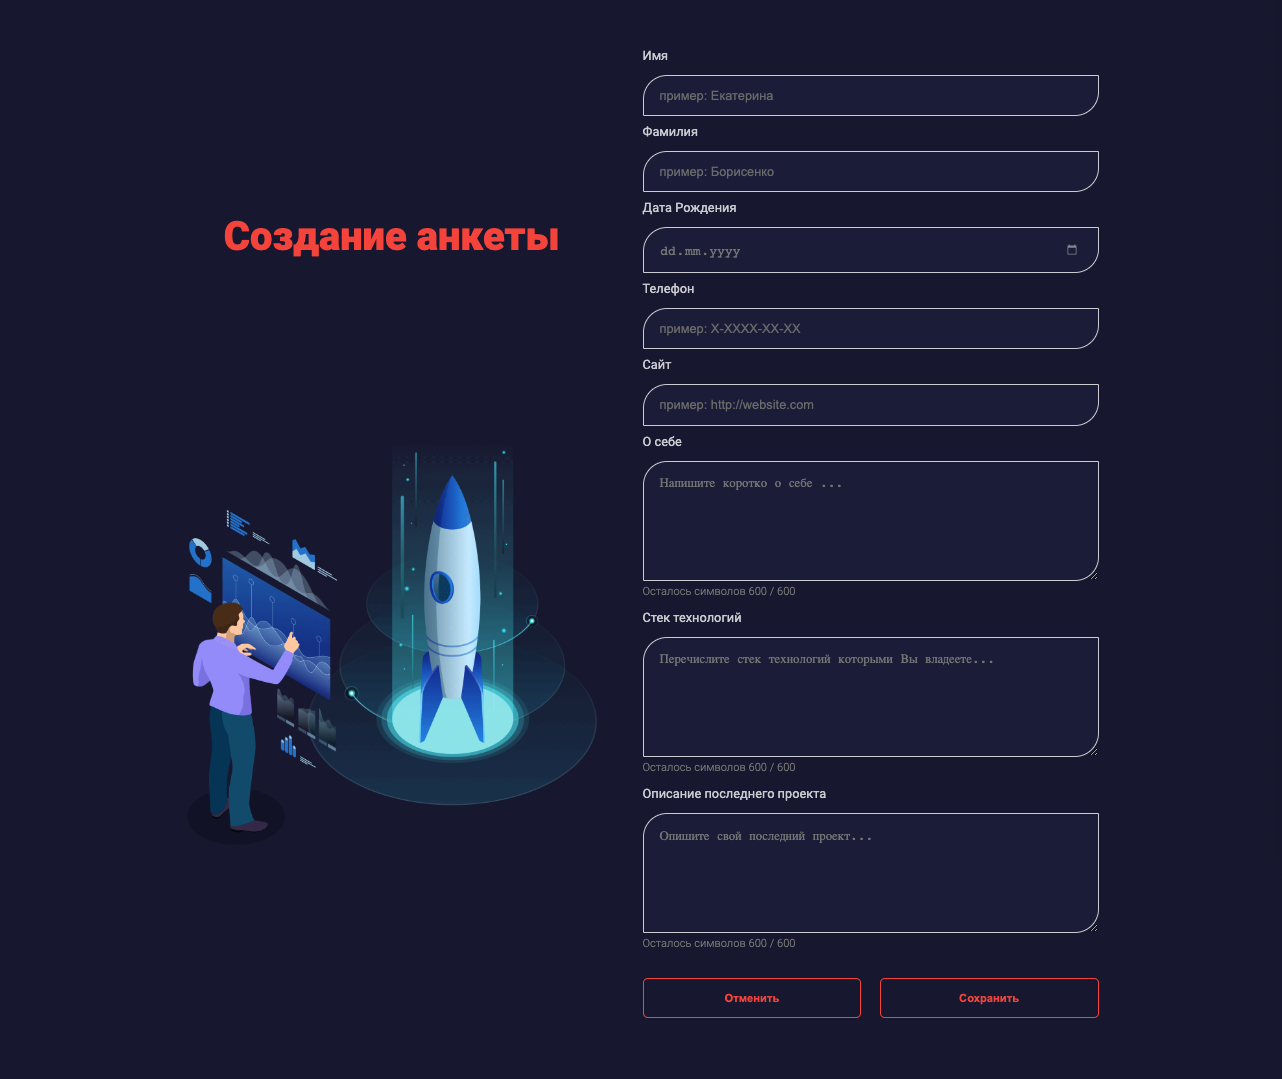 Создание анкеты
Имя
пример: Екатерина
Фамилия
пример: Борисенко
Дата Рождения
dd.mm.yyyy
Телефон
пример: X-XXXX-XX-XX
Сайт
пример: http://website.com
О себе
Напишите коротко о себе ...
Осталось символов 600 / 600
Стек технологий
Перечислите стек технологий которыми Вы владеете...
Осталось символов 600 / 600
Описание последнего проекта
Опишите свой последний проект...
Осталось символов 600 / 600
Отменить
Сохранить